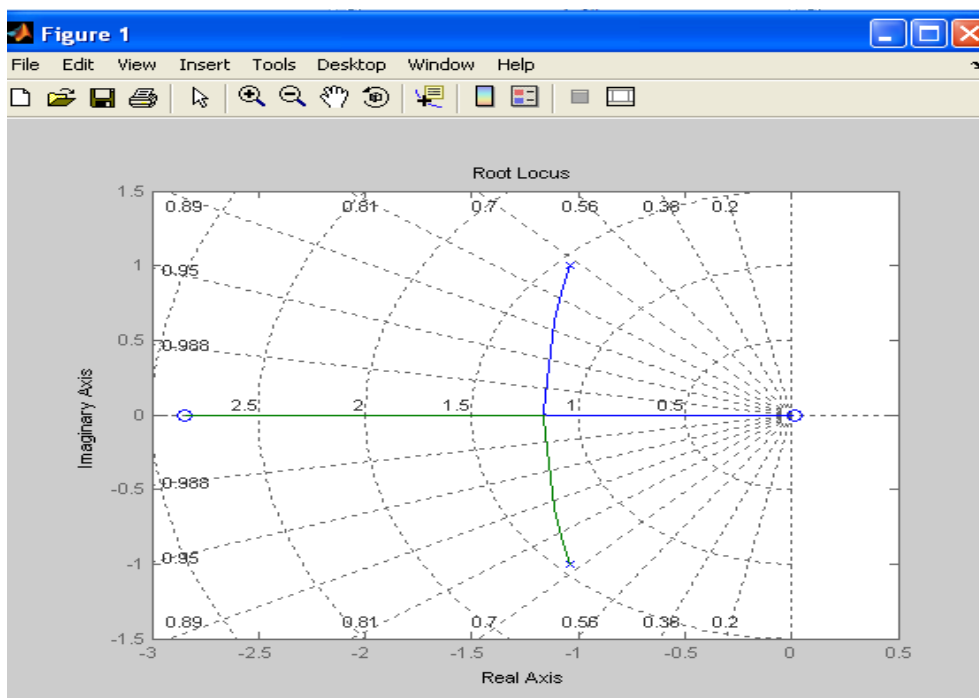 Figure 1
File Edit View Insert Tools Desktop Window Help
Root Locus
1.5
0.89 0.81 0.7 0.56 0.38 0.2
1
0.95
0.5
0.988
0
2.5 2 1.5 1 0.5
Imaginary Axis
-0.5
0.988
-1
0.95
0.89 0.81 0.7 0.56 0.38 0.2
-1.5
-3 -2.5 -2 -1.5 -1 -0.5 0 0.5
Real Axis